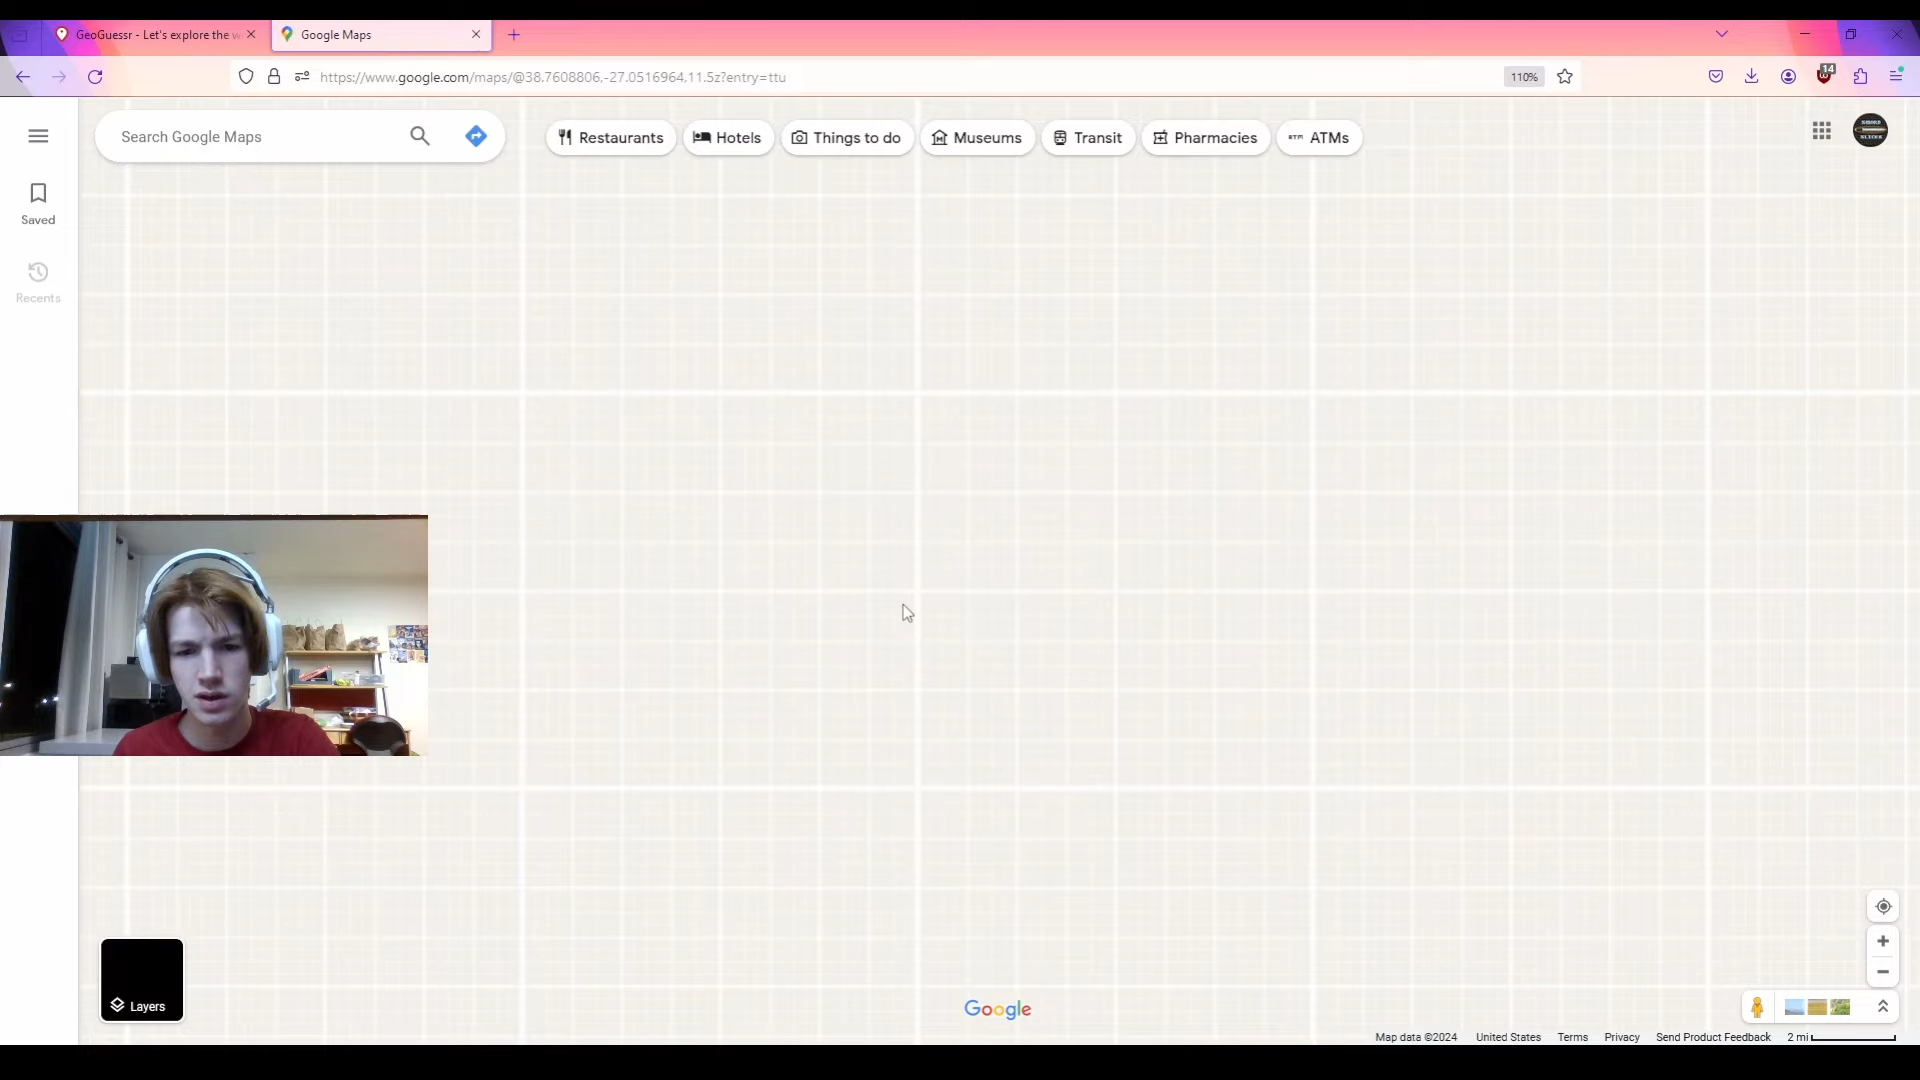 GeoGuessr - Let's explore the w
Google Maps
https://www.google.com/maps/@38.7608806,-27.0516964,11.5z?entry=ttu
110%
14
Search Google Maps
Restaurants
Hotels
Things to do
Museums
Transit
Pharmacies
ATM
ATMs
Saved
Recents
Layers
Google
Map data ©2024
United States
Terms
Privacy
Send Product Feedback
2 mi